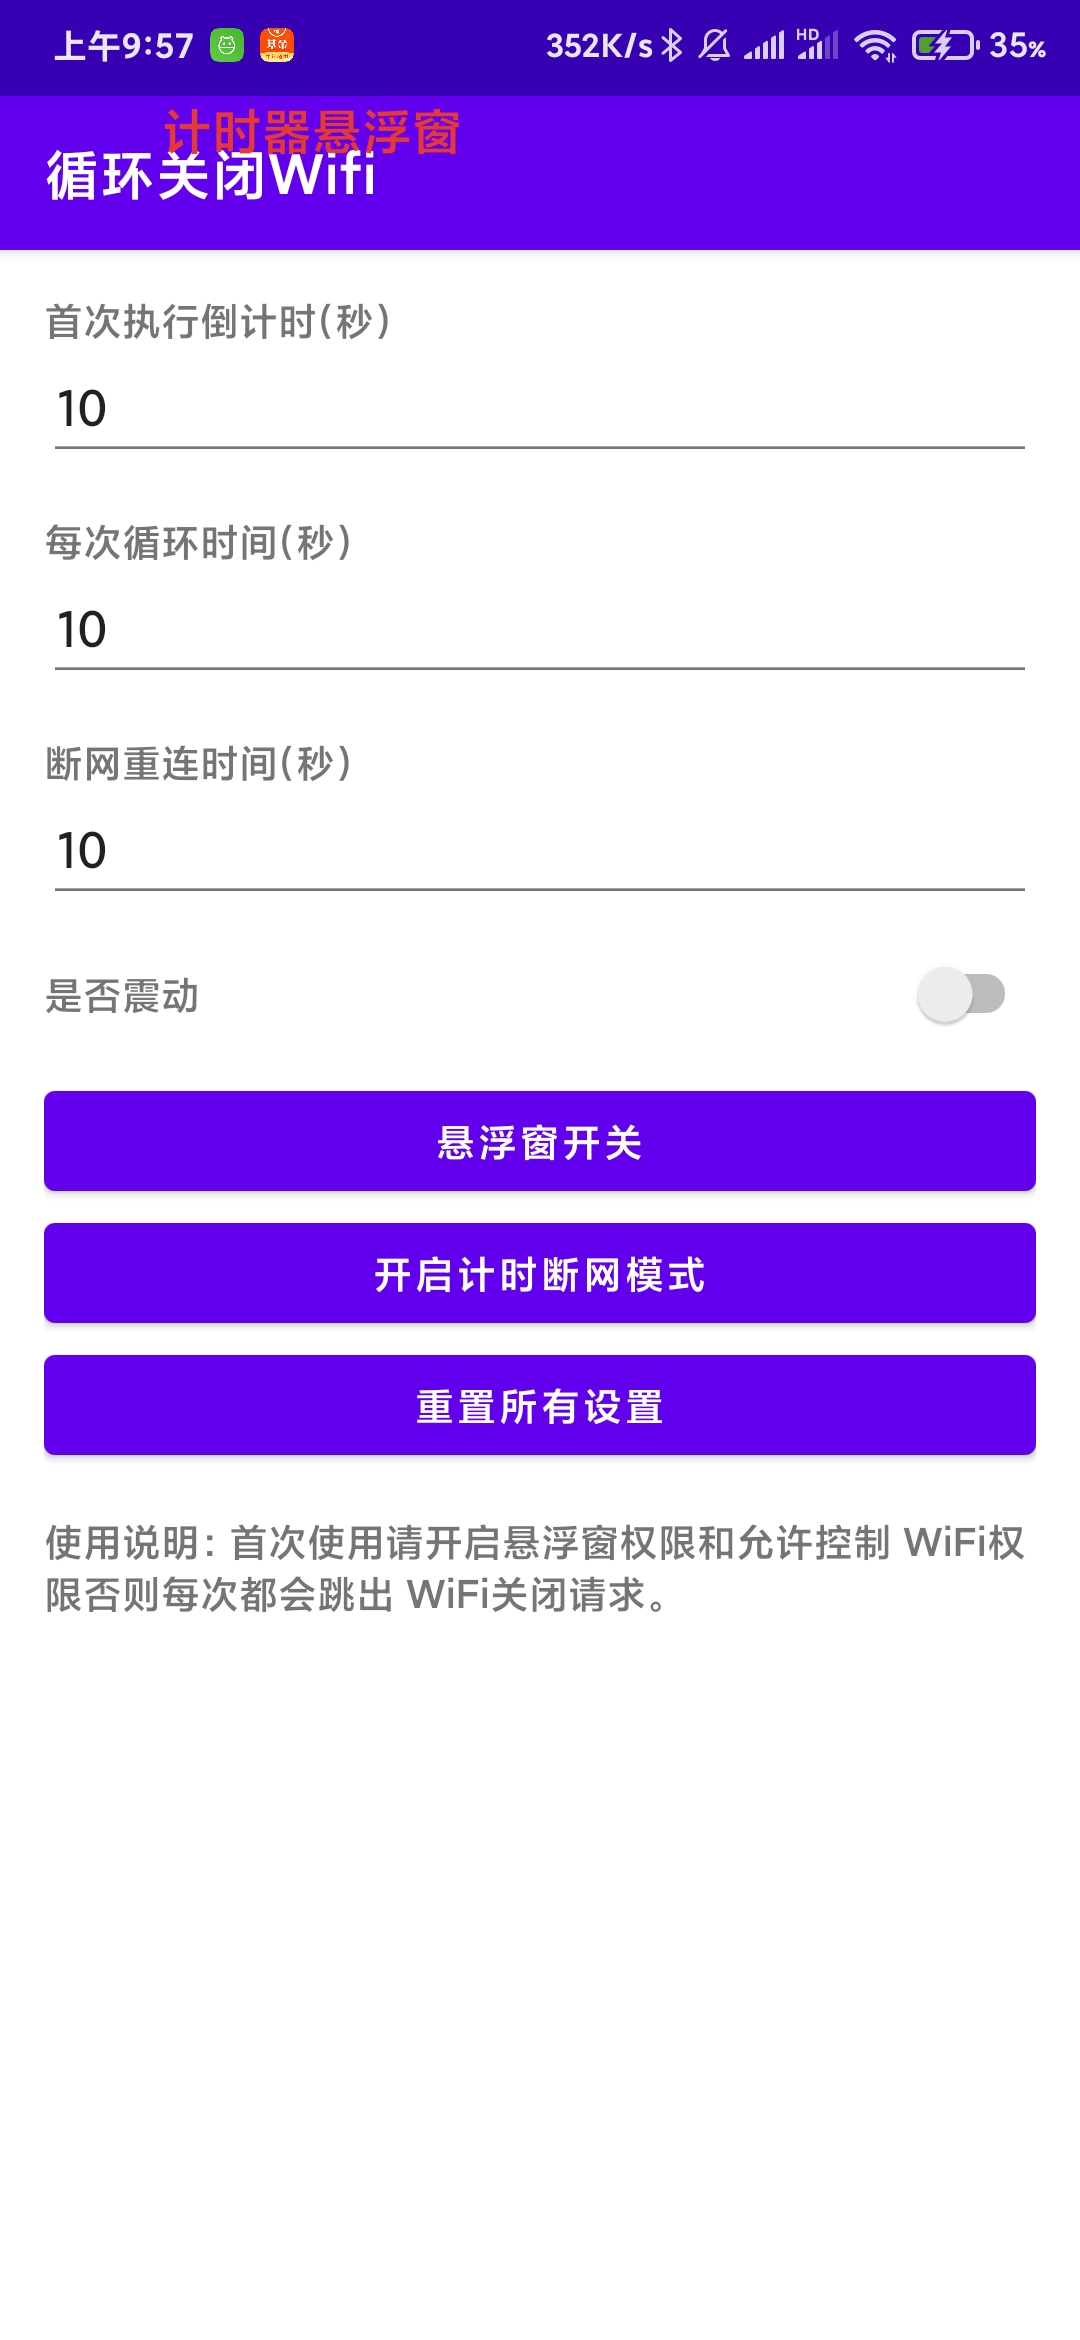 上午9:57
基金
352K/s
HD
35%
计时器悬浮窗
循环关闭Wifi
首次执行倒计时(秒)
10
每次循环时间(秒)
10
断网重连时间(秒)
10
是否震动
悬浮窗开关
开启计时断网模式
重置所有设置
使用说明: 首次使用请开启悬浮窗权限和允许控制 WiFi权
限否则每次都会跳出 WiFi关闭请求。